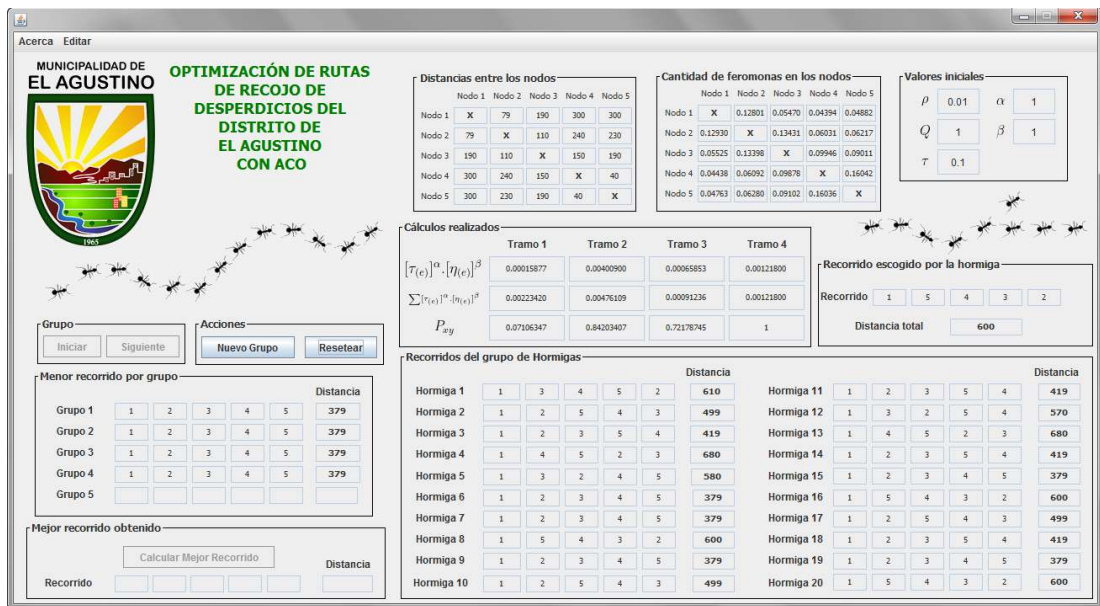 Acerca Editar
MUNICIPALIDAD DE
EL AGUSTINO
1965
OPTIMIZACIÓN DE RUTAS
DE RECOJO DE
DESPERDICIOS DEL
DISTRITO DE
EL AGUSTINO
CON ACO
Distancias entre los nodos
Nodo 1 Nodo 2 Nodo 3 Nodo 4 Nodo 5
Nodo 1 X 79 190 300 300
Nodo 2 79 X 110 240 230
Nodo 3 190 110 X 150 190
Nodo 4 300 240 150 X 40
Nodo 5 300 230 190 40 X
Cantidad de feromonas en los nodos
Nodo 1 Nodo 2 Nodo 3 Nodo 4 Nodo 5
Nodo 1 X 0.12801 0.05470 0.04394 0.04882
Nodo 2 0.12930 X 0.13431 0.06031 0.06217
Nodo 3 0.05525 0.13398 X 0.09946 0.09011
Nodo 4 0.04438 0.06092 0.09878 X 0.16042
Nodo 5 0.04763 0.06280 0.09102 0.16036 X
Valores iniciales
ρ 0.01 α 1
Q 1 β 1
τ 0.1
Cálculos realizados
Tramo 1 Tramo 2 Tramo 3 Tramo 4
[τ(e)]^α.[η(e)]^β 0.00015877 0.00400900 0.00065853 0.00121800
∑[τ(e)]^α.[η(e)]^β 0.00223420 0.00476109 0.00091236 0.00121800
Pxy 0.07106347 0.84203407 0.72178745 1
Recorrido escogido por la hormiga
Recorrido 1 5 4 3 2
Distancia total 600
Grupo
Iniciar Siguiente
Acciones
Nuevo Grupo Resetear
Menor recorrido por grupo
Distancia
Grupo 1 1 2 3 4 5 379
Grupo 2 1 2 3 4 5 379
Grupo 3 1 2 3 4 5 379
Grupo 4 1 2 3 4 5 379
Grupo 5
Mejor recorrido obtenido
Calcular Mejor Recorrido
Distancia
Recorrido
Recorridos del grupo de Hormigas
Distancia
Hormiga 1 1 3 4 5 2 610
Hormiga 2 1 2 5 4 3 499
Hormiga 3 1 2 3 5 4 419
Hormiga 4 1 4 5 2 3 680
Hormiga 5 1 3 2 4 5 580
Hormiga 6 1 2 3 4 5 379
Hormiga 7 1 2 3 4 5 379
Hormiga 8 1 5 4 3 2 600
Hormiga 9 1 2 3 4 5 379
Hormiga 10 1 2 5 4 3 499
Distancia
Hormiga 11 1 2 3 5 4 419
Hormiga 12 1 3 2 5 4 570
Hormiga 13 1 4 5 2 3 680
Hormiga 14 1 2 3 5 4 419
Hormiga 15 1 2 3 4 5 379
Hormiga 16 1 5 4 3 2 600
Hormiga 17 1 2 5 4 3 499
Hormiga 18 1 2 3 5 4 419
Hormiga 19 1 2 3 4 5 379
Hormiga 20 1 5 4 3 2 600